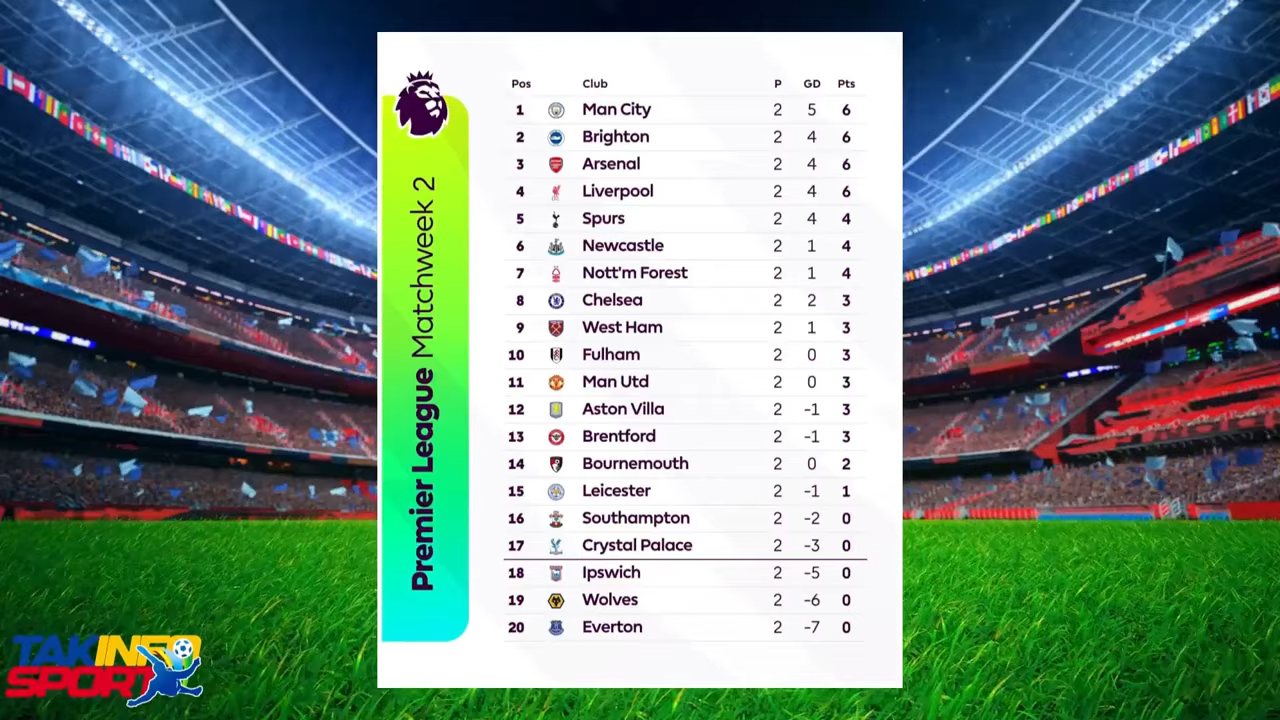 Premier League Matchweek 2
Pos Club P GD Pts
1 Man City 2 5 6
2 Brighton 2 4 6
3 Arsenal 2 4 6
4 Liverpool 2 4 6
5 Spurs 2 4 4
6 Newcastle 2 1 4
7 Nott'm Forest 2 1 4
8 Chelsea 2 2 3
9 West Ham 2 1 3
10 Fulham 2 0 3
11 Man Utd 2 0 3
12 Aston Villa 2 -1 3
13 Brentford 2 -1 3
14 Bournemouth 2 0 2
15 Leicester 2 -1 1
16 Southampton 2 -2 0
17 Crystal Palace 2 -3 0
18 Ipswich 2 -5 0
19 Wolves 2 -6 0
20 Everton 2 -7 0
TAKINFO
SPORT